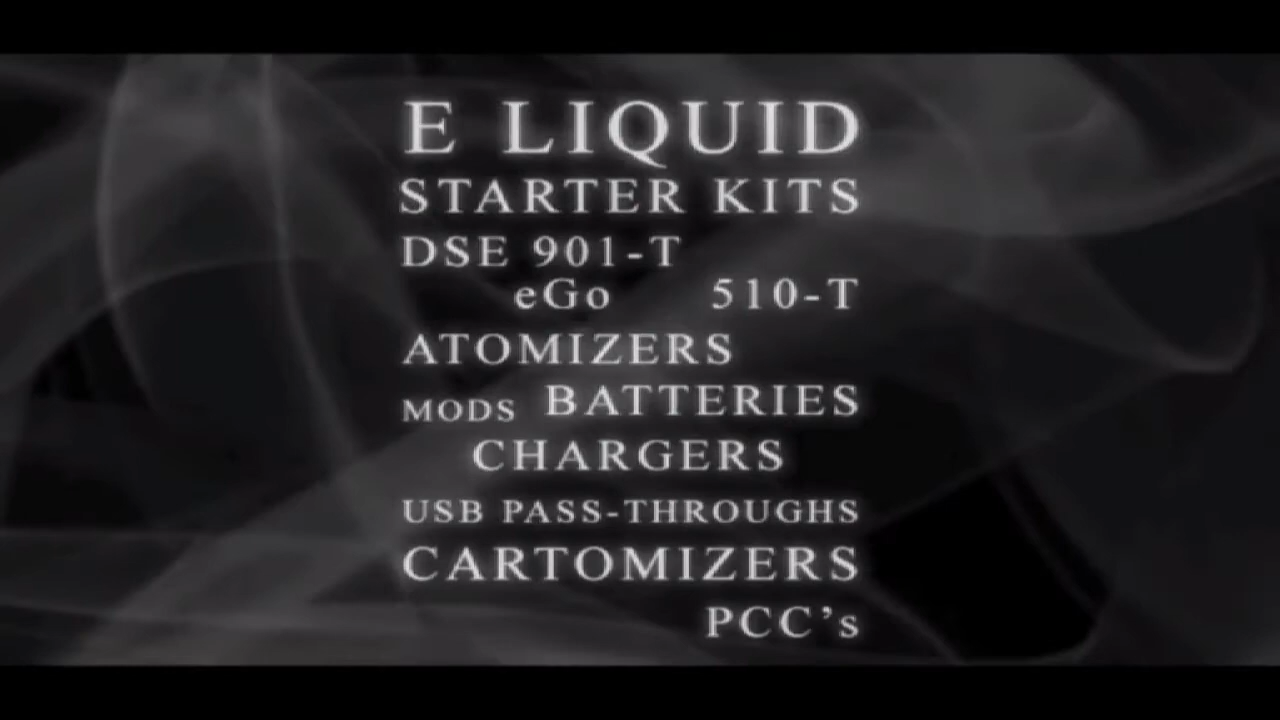 E LIQUID
STARTER KITS
DSE 901-T
eGo 510-T
ATOMIZERS
MODS BATTERIES
CHARGERS
USB PASS-THROUGHS
CARTOMIZERS
PCC's